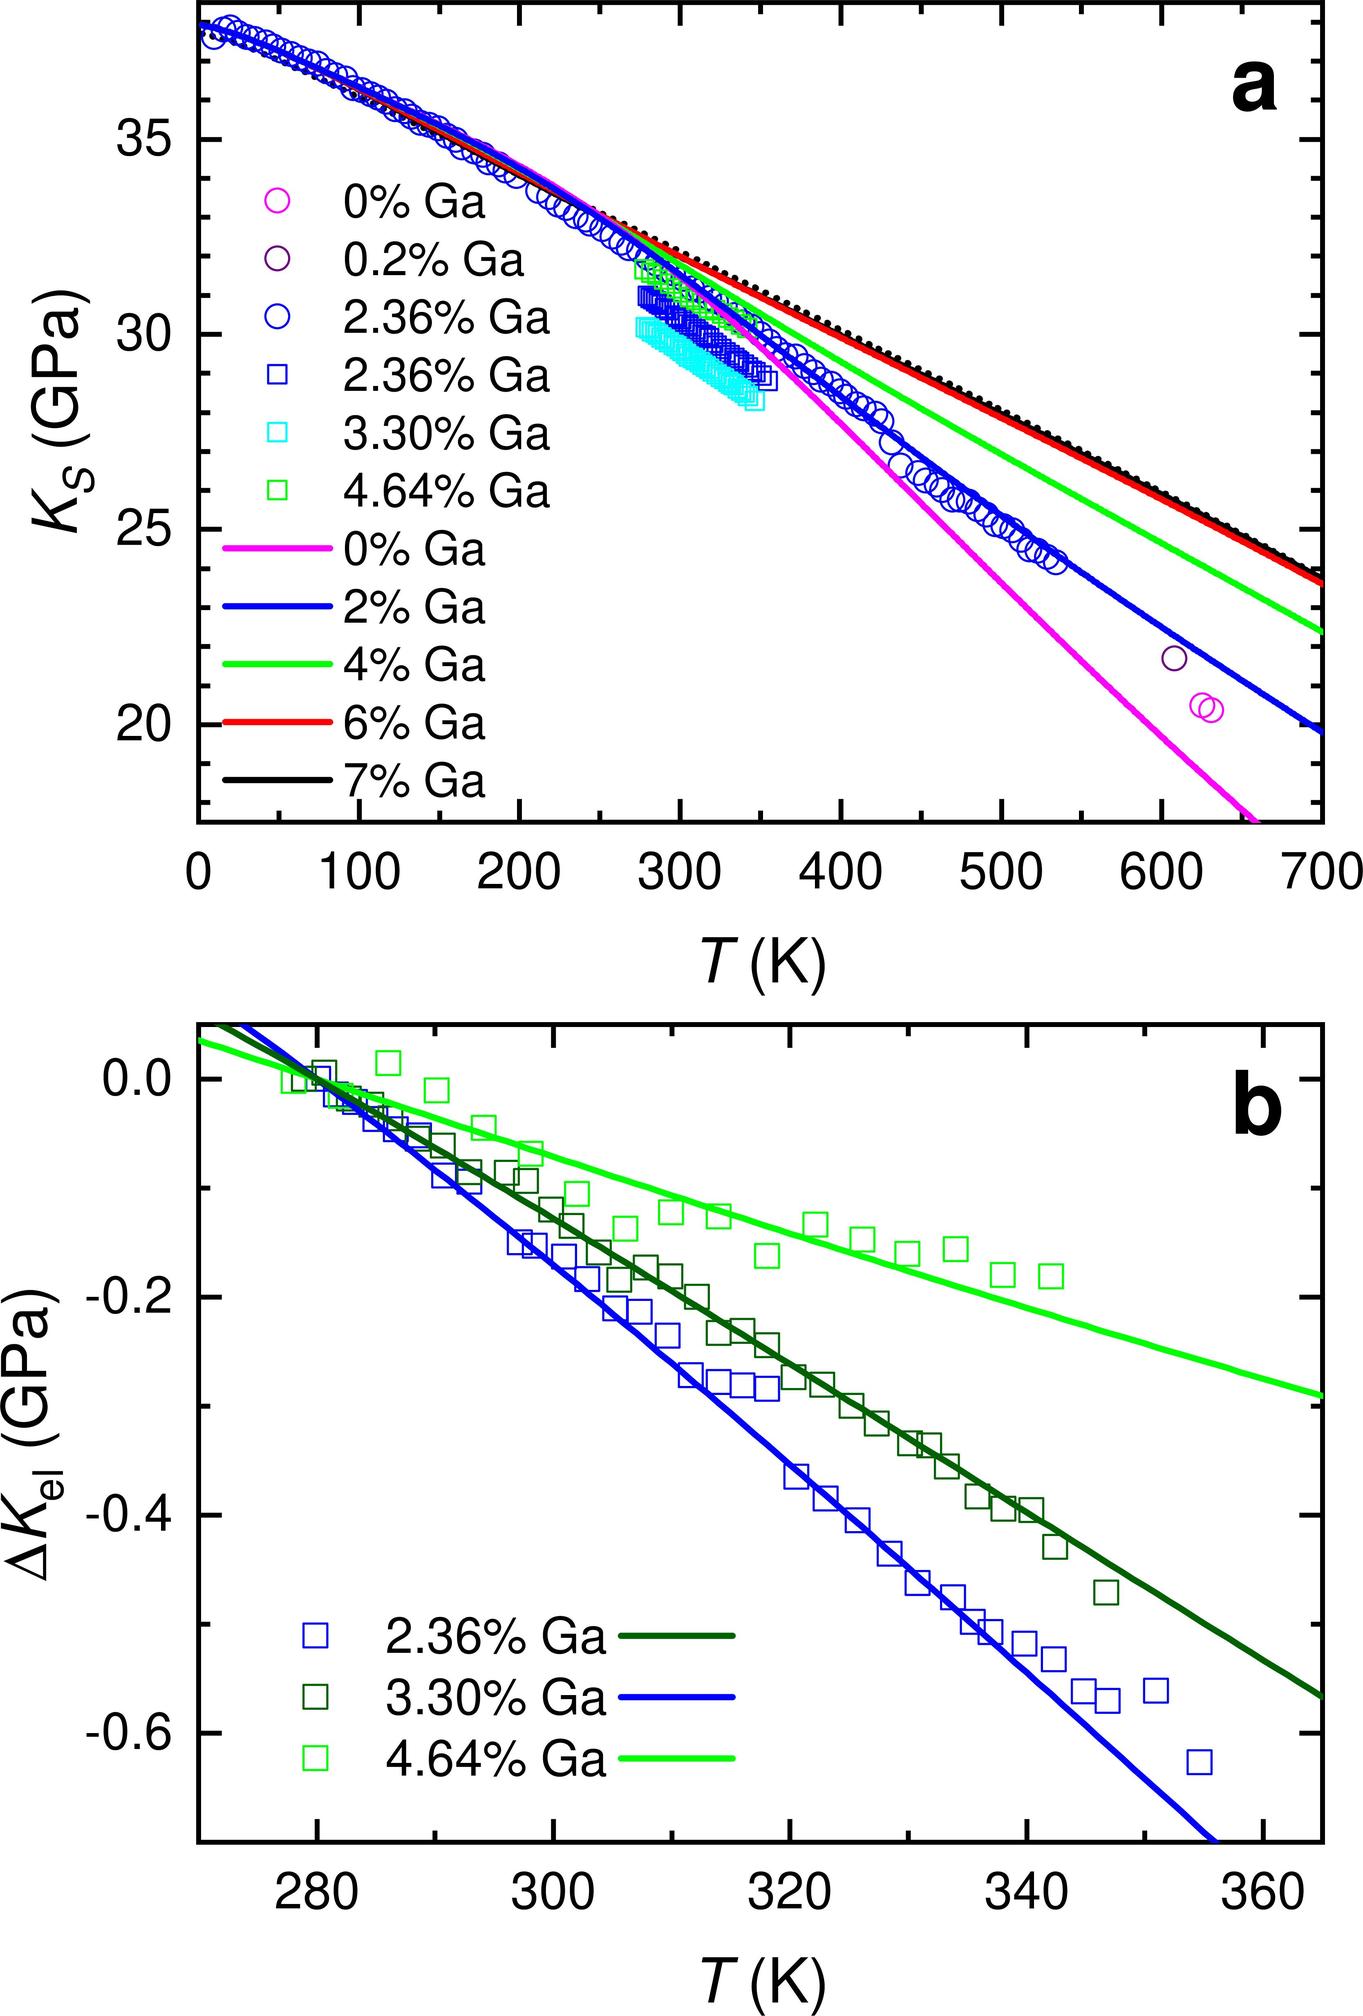 a
35
30
25
20
K_S (GPa)
0% Ga
0.2% Ga
2.36% Ga
2.36% Ga
3.30% Ga
4.64% Ga
0% Ga
2% Ga
4% Ga
6% Ga
7% Ga
0 100 200 300 400 500 600 700
T (K)
b
0.0
-0.2
-0.4
-0.6
ΔK_el (GPa)
2.36% Ga
3.30% Ga
4.64% Ga
280 300 320 340 360
T (K)